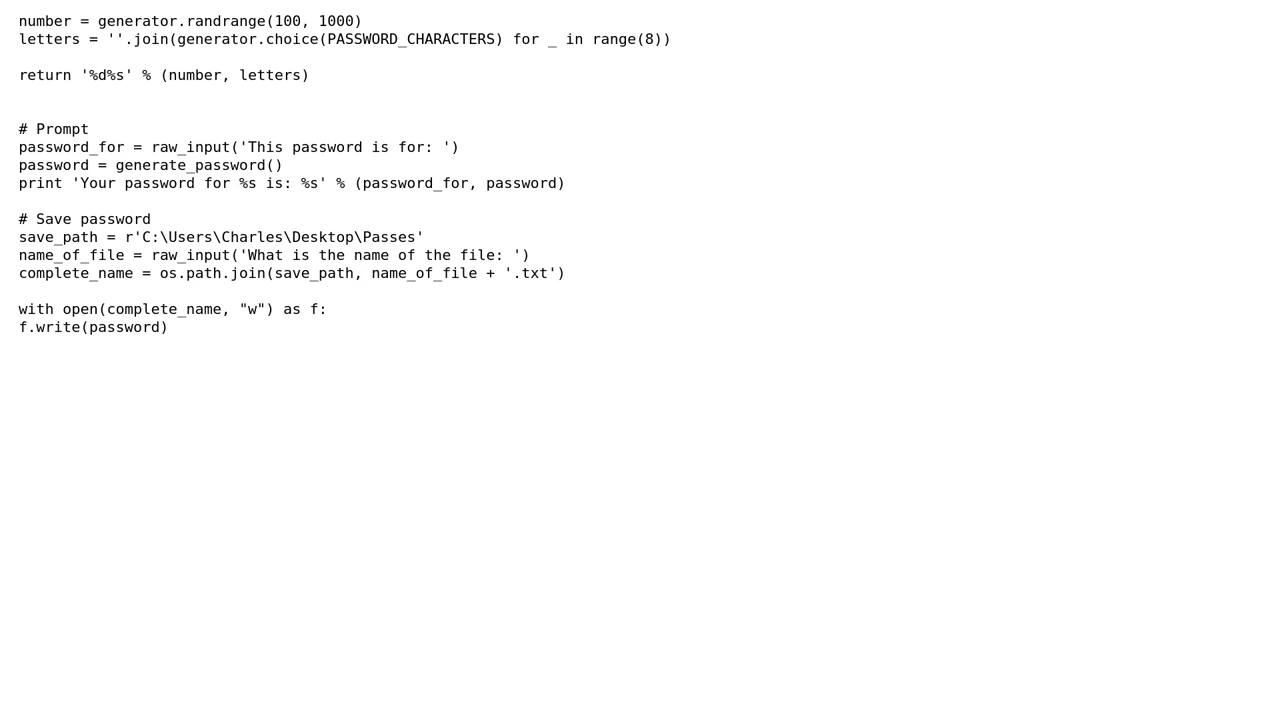 number = generator.randrange(100, 1000)
letters = ''.join(generator.choice(PASSWORD_CHARACTERS) for _ in range(8))
return '%d%s' % (number, letters)
# Prompt
password_for = raw_input('This password is for: ')
password = generate_password()
print 'Your password for %s is: %s' % (password_for, password)
# Save password
save_path = r'C:\Users\Charles\Desktop\Passes'
name_of_file = raw_input('What is the name of the file: ')
complete_name = os.path.join(save_path, name_of_file + '.txt')
with open(complete_name, "w") as f:
f.write(password)